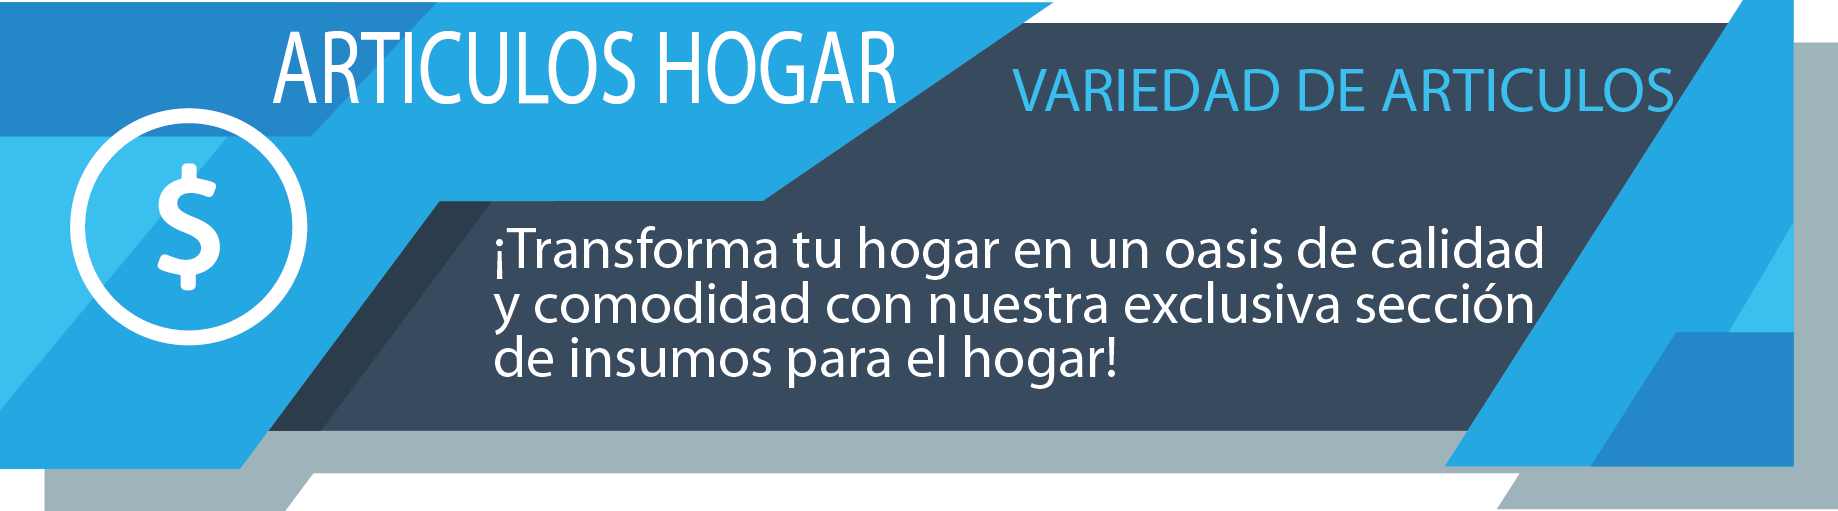 ARTICULOS HOGAR
VARIEDAD DE ARTICULOS
$
¡Transforma tu hogar en un oasis de calidad
y comodidad con nuestra exclusiva sección
de insumos para el hogar!